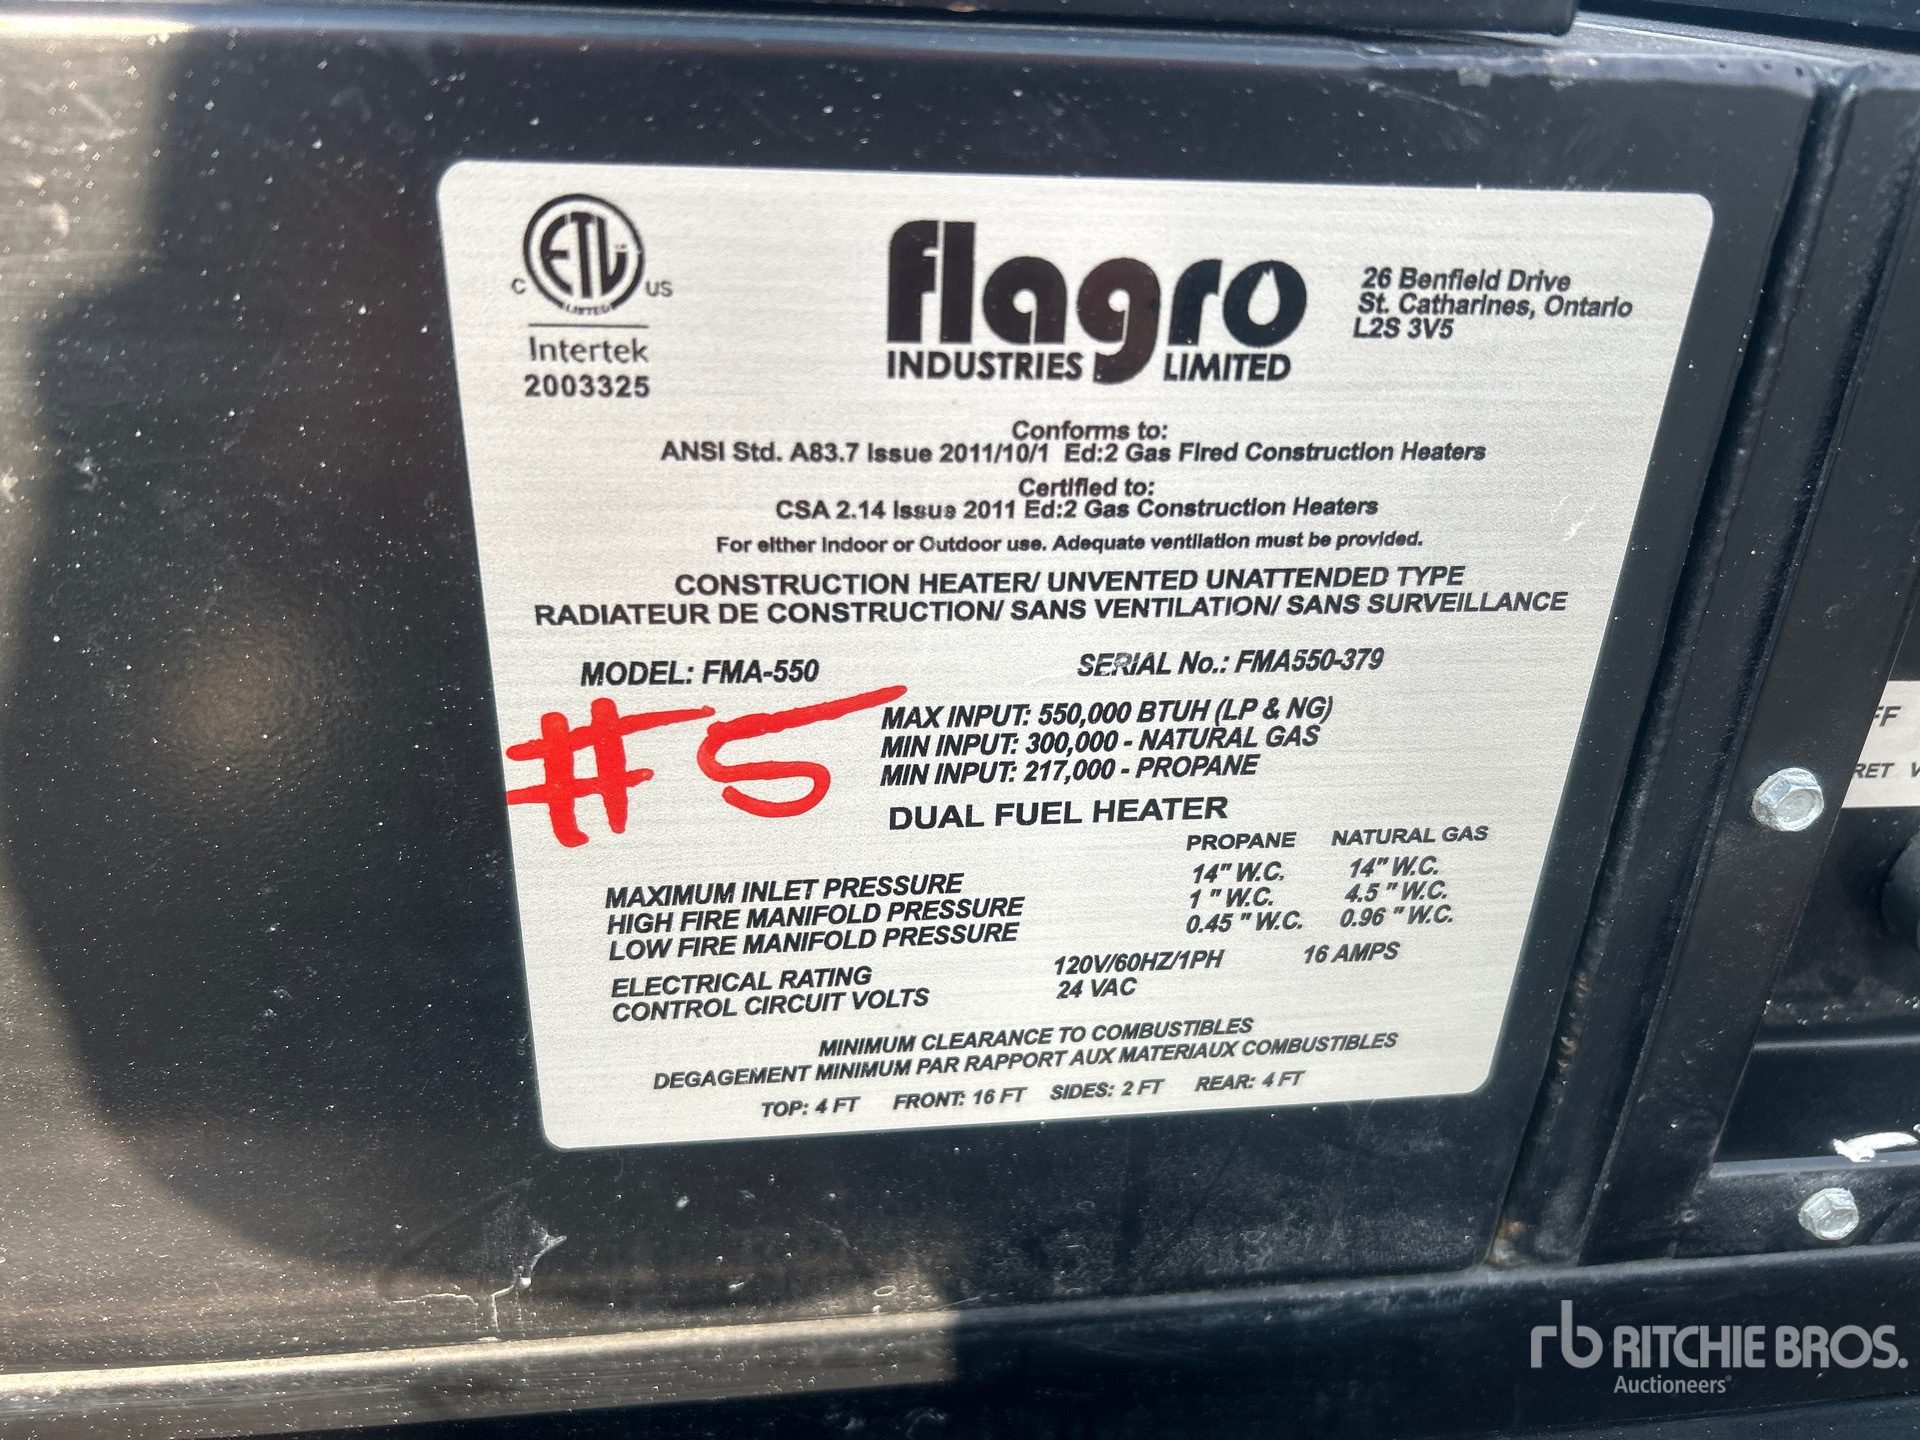 ETL
LISTED
C US
Intertek
2003325
flagro
INDUSTRIES LIMITED
26 Benfield Drive
St. Catharines, Ontario
L2S 3V5
Conforms to:
ANSI Std. A83.7 Issue 2011/10/1 Ed:2 Gas Fired Construction Heaters
Certified to:
CSA 2.14 Issue 2011 Ed:2 Gas Construction Heaters
For either Indoor or Outdoor use. Adequate ventilation must be provided.
CONSTRUCTION HEATER/ UNVENTED UNATTENDED TYPE
RADIATEUR DE CONSTRUCTION/ SANS VENTILATION/ SANS SURVEILLANCE
MODEL: FMA-550 SERIAL No.: FMA550-379
#5
MAX INPUT: 550,000 BTUH (LP & NG)
MIN INPUT: 300,000 - NATURAL GAS
MIN INPUT: 217,000 - PROPANE
DUAL FUEL HEATER
PROPANE NATURAL GAS
MAXIMUM INLET PRESSURE 14" W.C. 14" W.C.
HIGH FIRE MANIFOLD PRESSURE 1 " W.C. 4.5 " W.C.
LOW FIRE MANIFOLD PRESSURE 0.45 " W.C. 0.96 " W.C.
ELECTRICAL RATING 120V/60HZ/1PH 16 AMPS
CONTROL CIRCUIT VOLTS 24 VAC
MINIMUM CLEARANCE TO COMBUSTIBLES
DEGAGEMENT MINIMUM PAR RAPPORT AUX MATERIAUX COMBUSTIBLES
TOP: 4 FT FRONT: 16 FT SIDES: 2 FT REAR: 4 FT
rb RITCHIE BROS.
Auctioneers